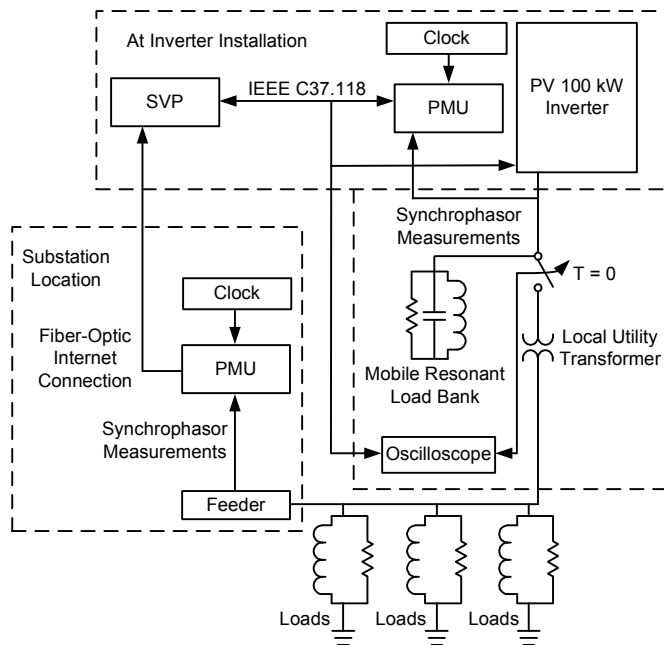 At Inverter Installation
Clock
PV 100 kW
Inverter
SVP
IEEE C37.118
PMU
Synchrophasor
Measurements
Substation
Location
Clock
T = 0
Fiber-Optic
Internet
Connection
PMU
Local Utility
Transformer
Mobile Resonant
Load Bank
Synchrophasor
Measurements
Oscilloscope
Feeder
Loads
Loads
Loads